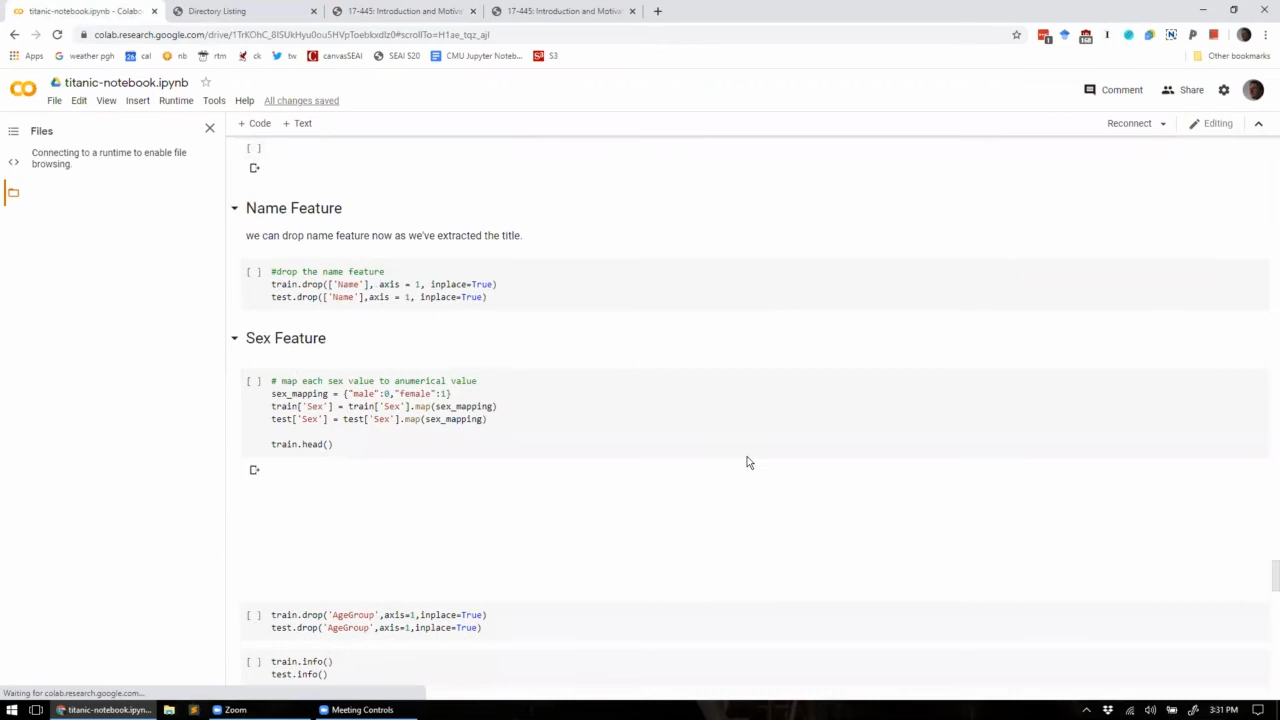 titanic-notebook.ipynb - Colabo
Directory Listing
17-445: Introduction and Motiva
17-445: Introduction and Motiva
colab.research.google.com/drive/1TrKOhC_8ISUkHyu0ou5HVpToebkxdIz0#scrollTo=H1ae_tqz_ajI
Apps
weather pgh
26
cal
nb
rtm
ck
tw
canvasSEAI
SEAI S20
CMU Jupyter Noteb...
S3
Other bookmarks
titanic-notebook.ipynb
Comment
Share
File Edit View Insert Runtime Tools Help All changes saved
Files
+ Code + Text
Reconnect
Editing
Connecting to a runtime to enable file
browsing.
[ ]
Name Feature
we can drop name feature now as we've extracted the title.
[ ] #drop the name feature
train.drop(['Name'], axis = 1, inplace=True)
test.drop(['Name'],axis = 1, inplace=True)
Sex Feature
[ ] # map each sex value to anumerical value
sex_mapping = {"male":0,"female":1}
train['Sex'] = train['Sex'].map(sex_mapping)
test['Sex'] = test['Sex'].map(sex_mapping)
train.head()
[ ] train.drop('AgeGroup',axis=1,inplace=True)
test.drop('AgeGroup',axis=1,inplace=True)
[ ] train.info()
test.info()
Waiting for colab.research.google.com...
titanic-notebook.ipyn...
Zoom
Meeting Controls
3:31 PM